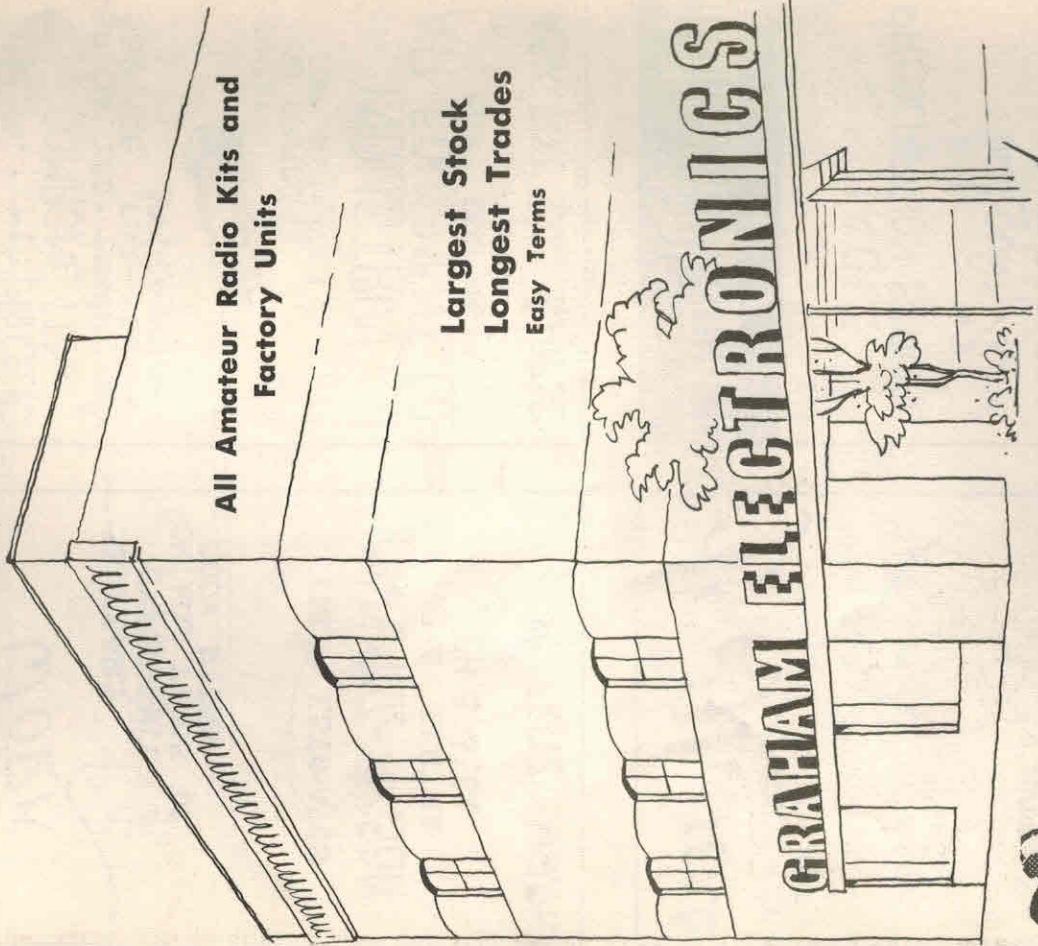 All Amateur Radio Kits and
Factory Units
Largest Stock
Longest Trades
Easy Terms
GRAHAM ELECTRONICS